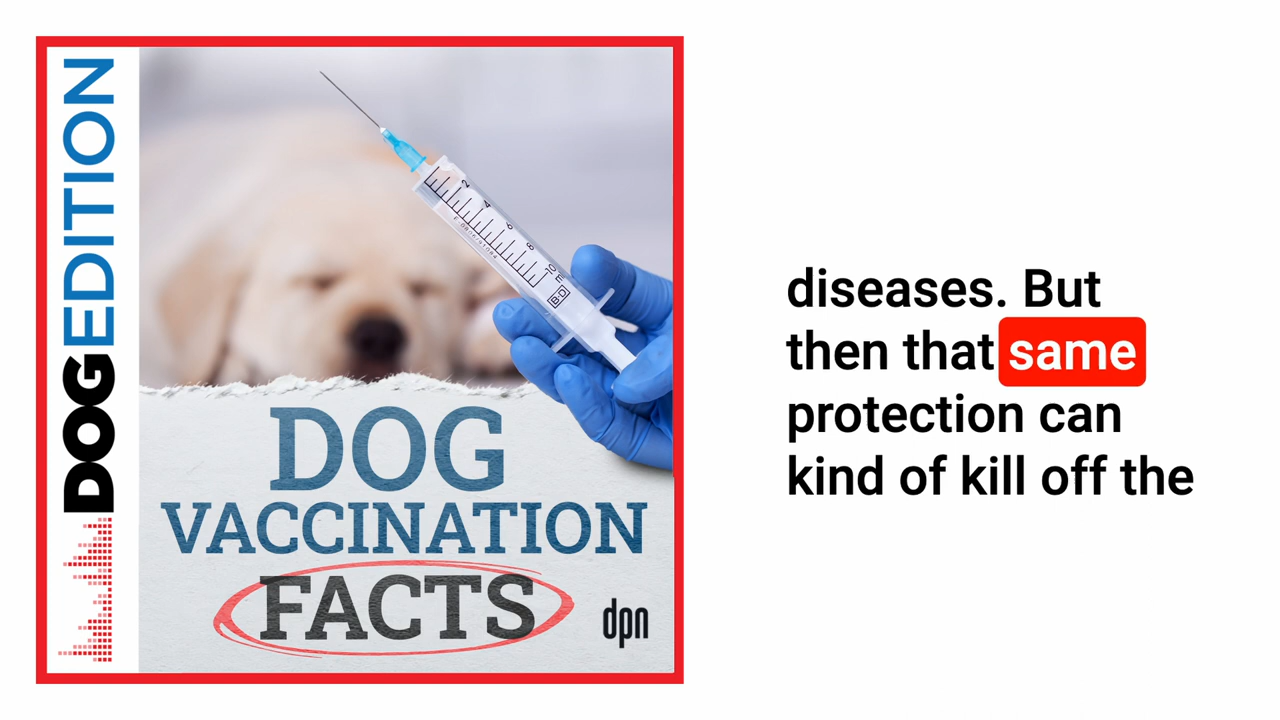 DOGEDITION
DOG
VACCINATION
FACTS
dpn
diseases. But
then that same
protection can
kind of kill off the